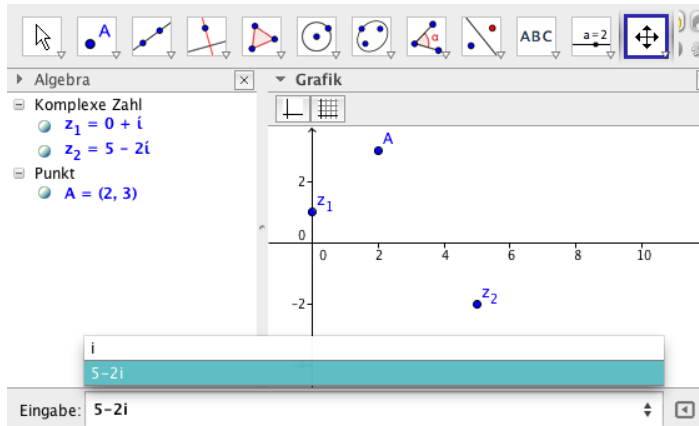 A
α
ABC
a=2
Algebra
Grafik
Komplexe Zahl
z₁ = 0 + í
z₂ = 5 – 2í
Punkt
A = (2, 3)
A
2
z₁
0
0
2
4
6
8
10
z₂
-2
i
5-2i
Eingabe: 5-2i